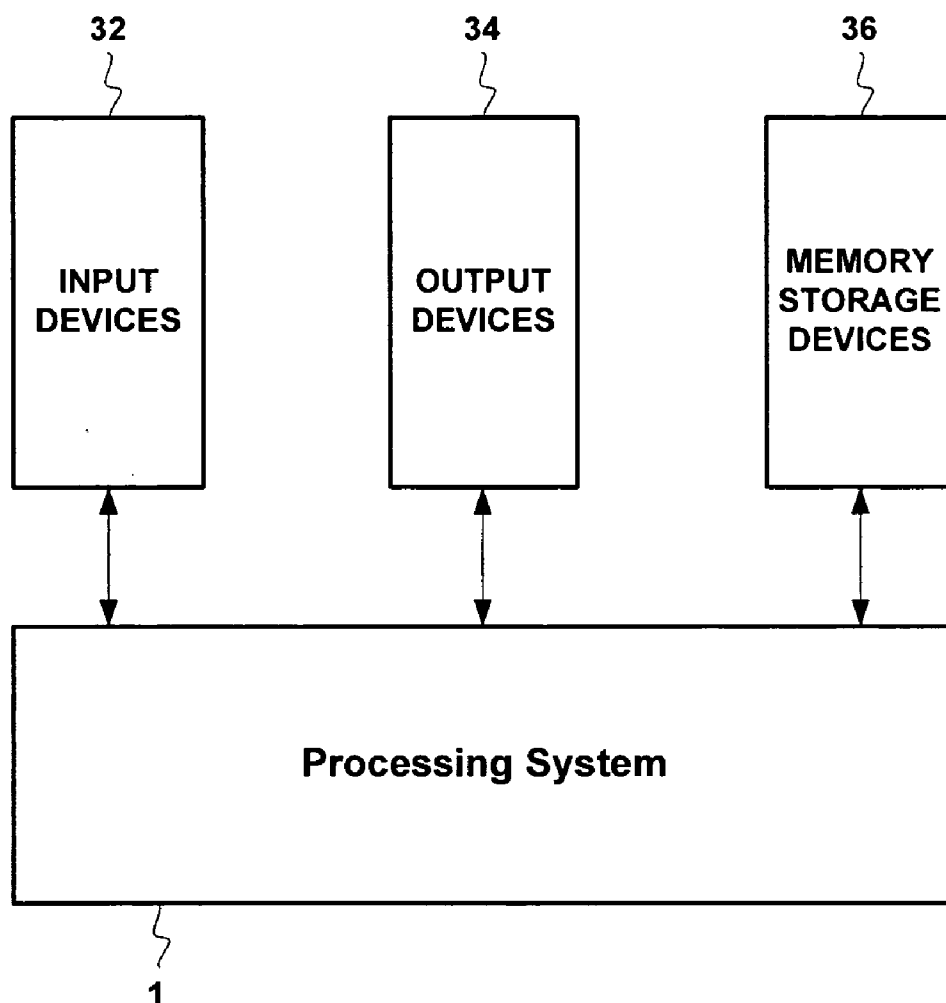 32
34
36
INPUT
DEVICES
OUTPUT
DEVICES
MEMORY
STORAGE
DEVICES
Processing System
1